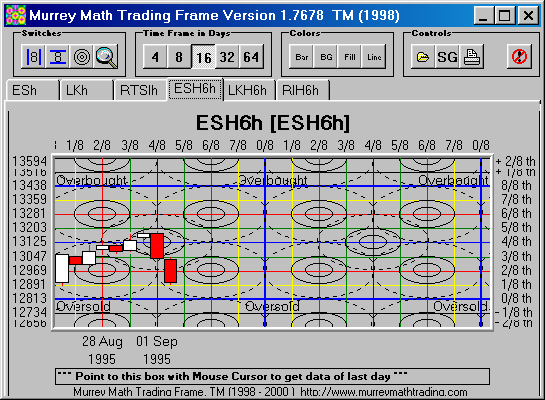 Murrey Math Trading Frame Version 1.7678 TM (1998)
Switches Time Frame in Days Colors Controls
|8| 8 4 8 16 32 64 Bar BG Fill Line SG
ESh LKh RTSIh ESH6h LKH6h RIH6h
ESH6h [ESH6h]
1/8 2/8 3/8 4/8 5/8 6/8 7/8 0/8 1/8 2/8 3/8 4/8 5/8 6/8 7/8 0/8
13594 + 2/8 th
13516 + 1/8 th
13438 Overbought Overbought Overbought 8/8 th
13359 7/8 th
13281 6/8 th
13203 5/8 th
13125 4/8 th
13047 3/8 th
12969 2/8 th
12891 1/8 th
12813 0/8 th
12734 Oversold Oversold Oversold - 1/8 th
12656 - 2/8 th
28 Aug 01 Sep
1995 1995
*** Point to this box with Mouse Cursor to get data of last day ***
Murrey Math Trading Frame, TM (1998 - 2000 ) http://www.murreymathtrading.com